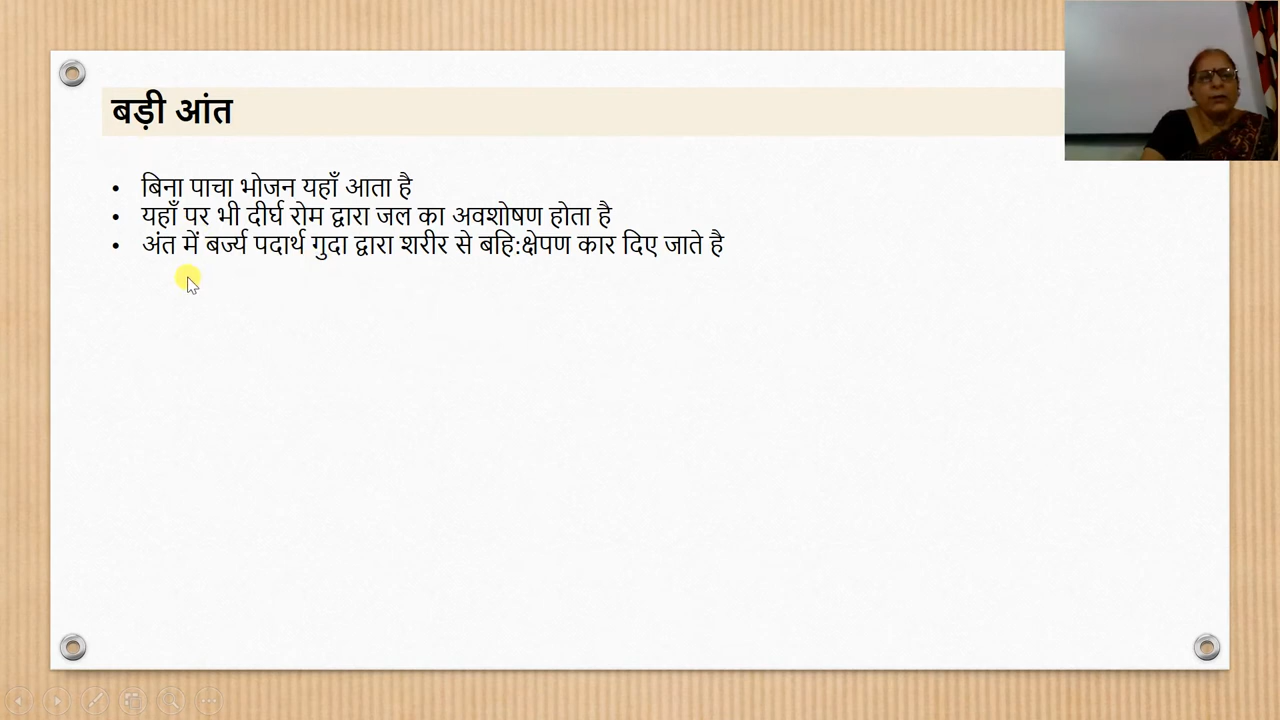 बड़ी आंत
• बिना पाचा भोजन यहाँ आता है
• यहाँ पर भी दीर्घ रोम द्वारा जल का अवशोषण होता है
• अंत में बर्ज्य पदार्थ गुदा द्वारा शरीर से बहि:क्षेपण कार दिए जाते है